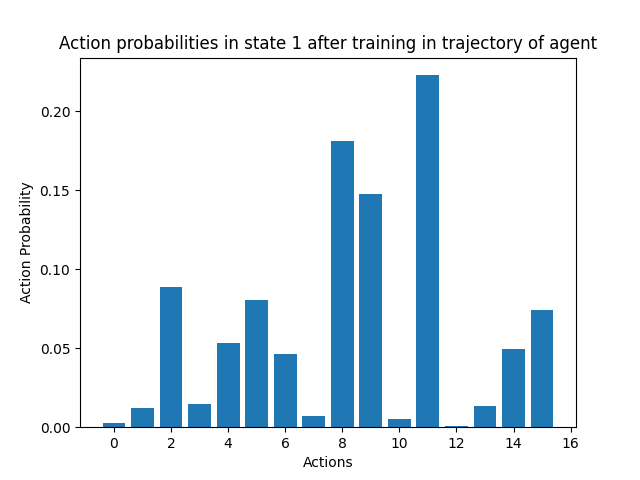 Action probabilities in state 1 after training in trajectory of agent
0.20
0.15
0.10
0.05
0.00
Action Probability
0 2 4 6 8 10 12 14 16
Actions